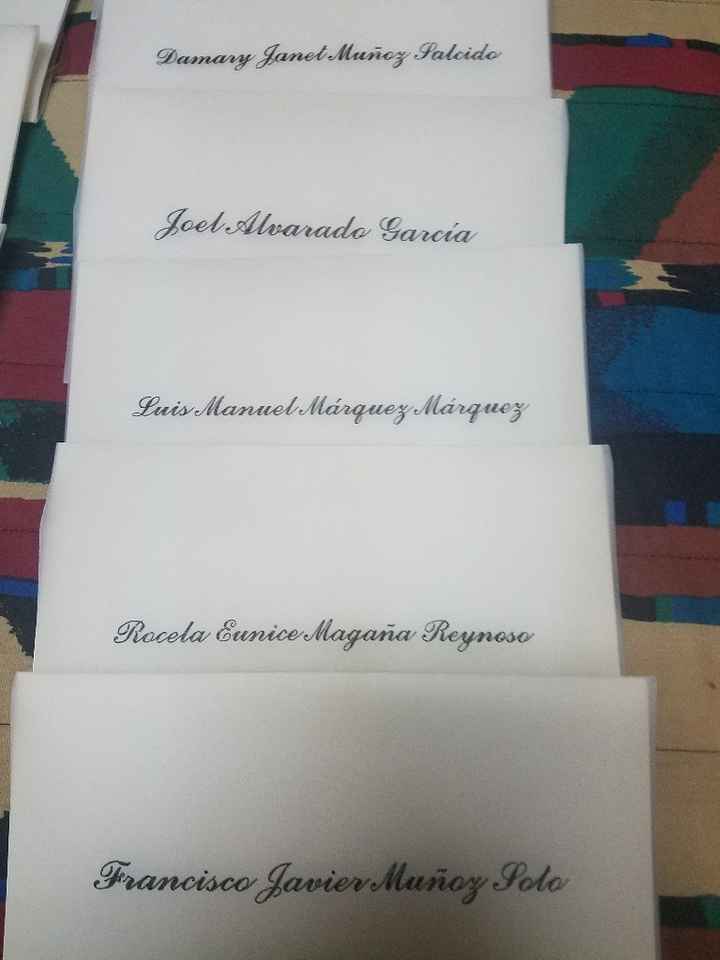 Damary Janet Muñoz Salcido
Joel Alvarado García
Luis Manuel Márquez Márquez
Rocela Eunice Magaña Reynoso
Francisco Javier Muñoz Soto